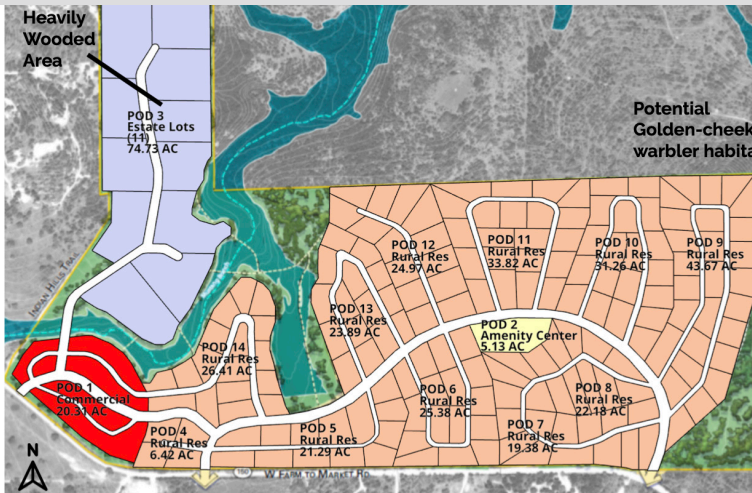 Heavily
Wooded
Area
POD 3
Estate Lots
(11)
74.73 AC
Potential
Golden-cheek
warbler habita
POD 12
Rural Res
24.97 AC
POD 11
Rural Res
33.82 AC
POD 10
Rural Res
31.26 AC
POD 9
Rural Res
43.67 AC
INDIAN HILLS TRL
POD 13
Rural Res
23.89 AC
POD 2
Amenity Center
5.13 AC
POD 14
Rural Res
26.41 AC
POD 1
Commercial
20.31 AC
POD 6
Rural Res
25.38 AC
POD 8
Rural Res
22.18 AC
POD 4
Rural Res
6.42 AC
POD 5
Rural Res
21.29 AC
POD 7
Rural Res
19.38 AC
N
150
W FARM TO MARKET RD